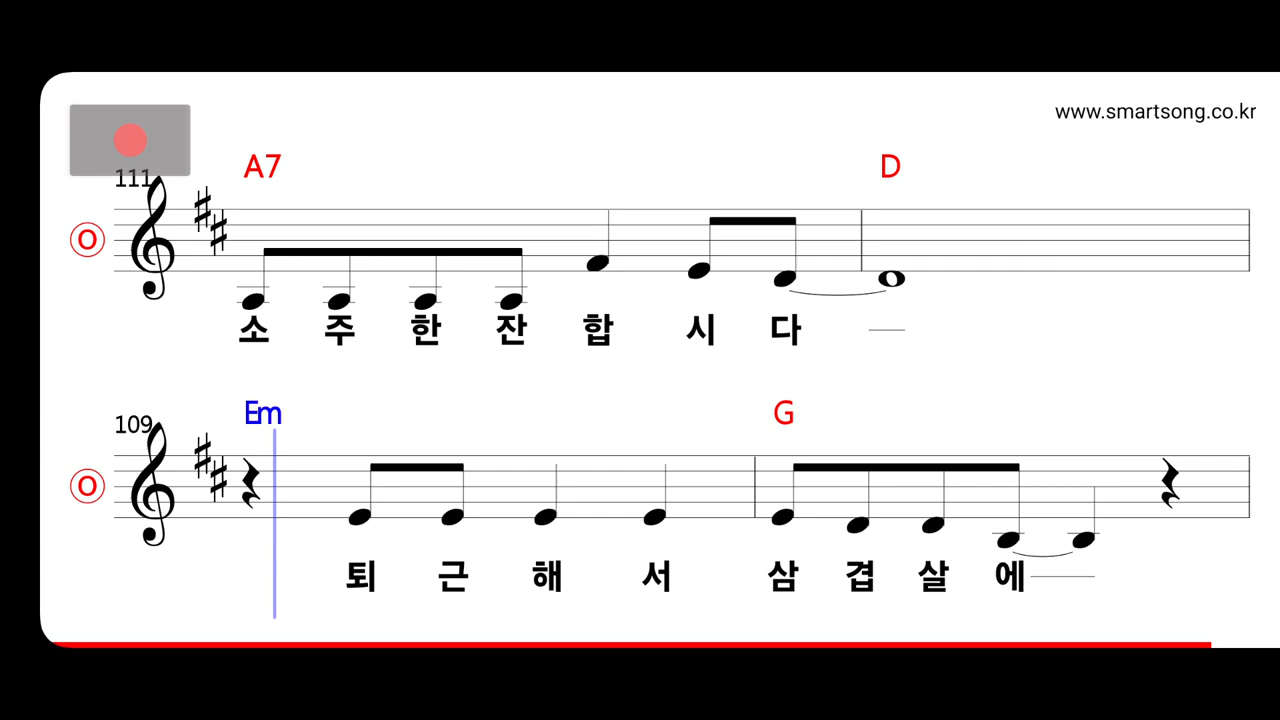 www.smartsong.co.kr
A7 D
111
O
소 주 한 잔 합 시 다
Em G
109
O
퇴 근 해 서 삼 겹 살 에